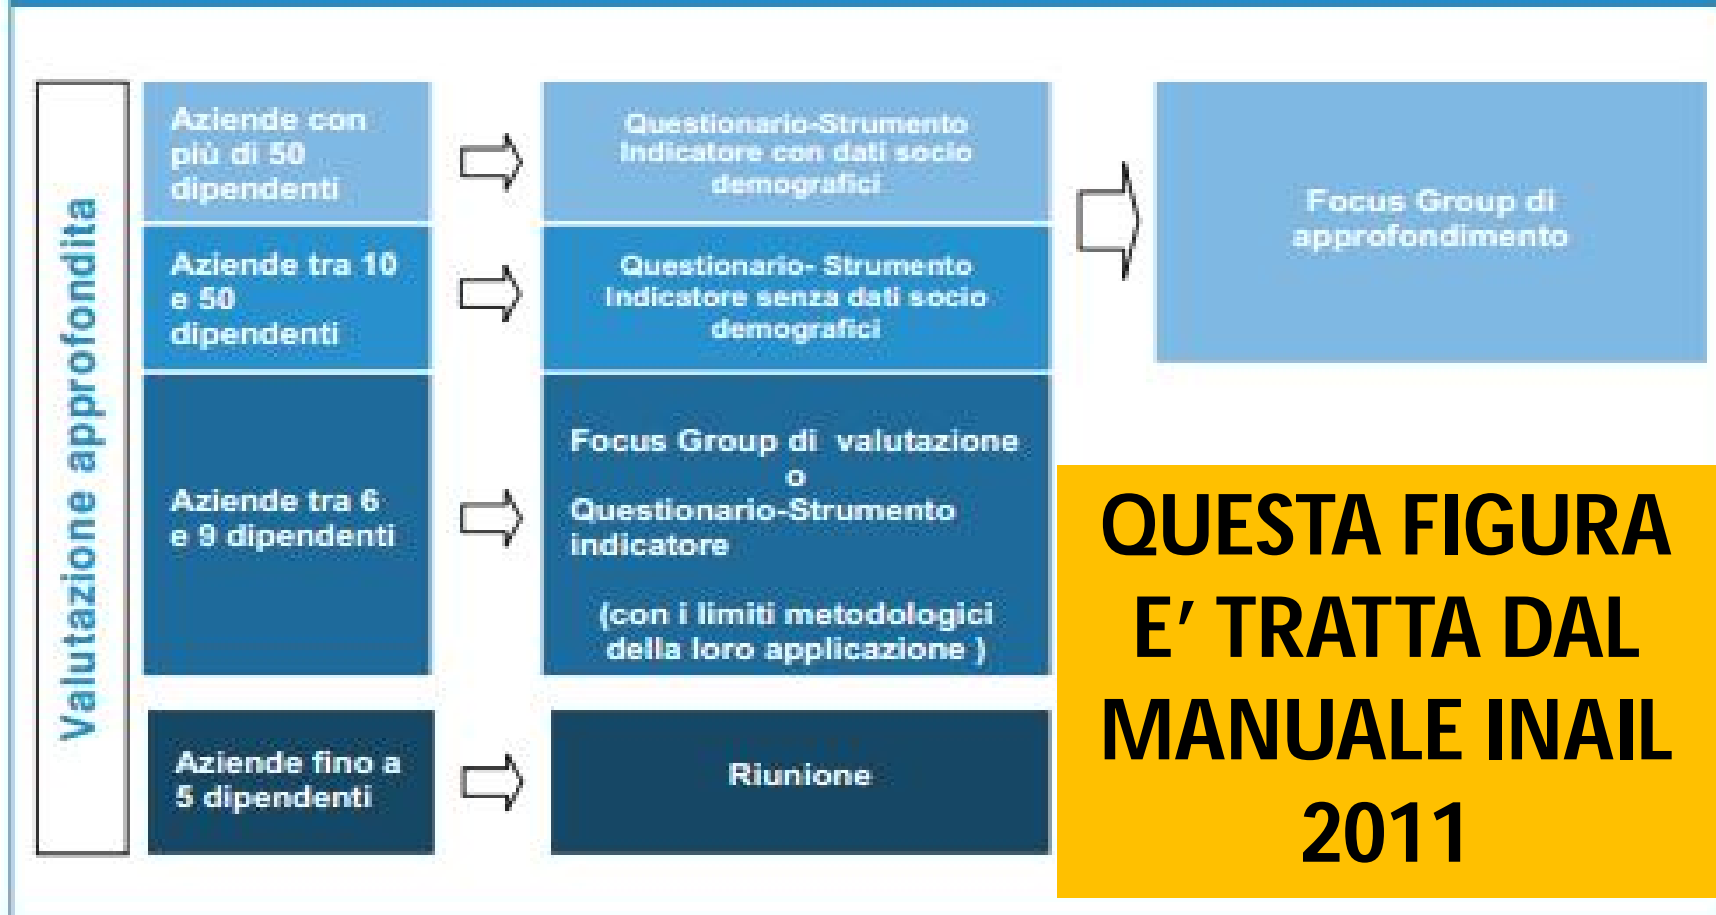 Valutazione approfondita
Aziende con
più di 50
dipendenti
Questionario-Strumento
Indicatore con dati socio
demografici
Aziende tra 10
e 50
dipendenti
Questionario- Strumento
Indicatore senza dati socio
demografici
Focus Group di
approfondimento
Aziende tra 6
e 9 dipendenti
Focus Group di valutazione
o
Questionario-Strumento
indicatore
(con i limiti metodologici
della loro applicazione )
Aziende fino a
5 dipendenti
Riunione
QUESTA FIGURA
E’ TRATTA DAL
MANUALE INAIL
2011